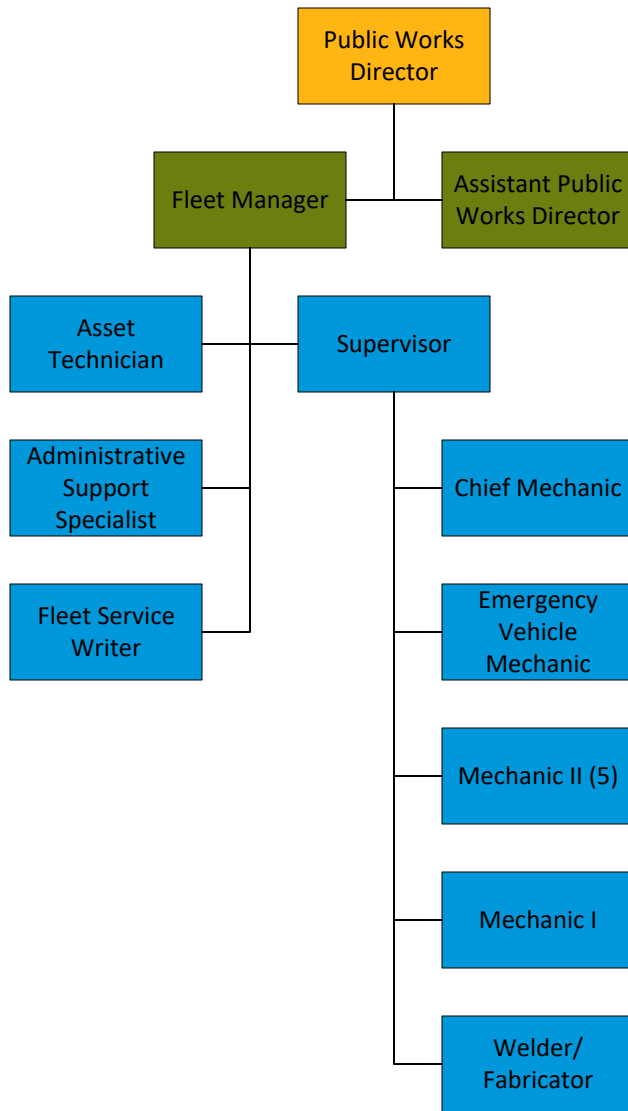 Public Works
Director
Fleet Manager
Assistant Public
Works Director
Asset
Technician
Supervisor
Administrative
Support
Specialist
Chief Mechanic
Fleet Service
Writer
Emergency
Vehicle
Mechanic
Mechanic II (5)
Mechanic I
Welder/
Fabricator